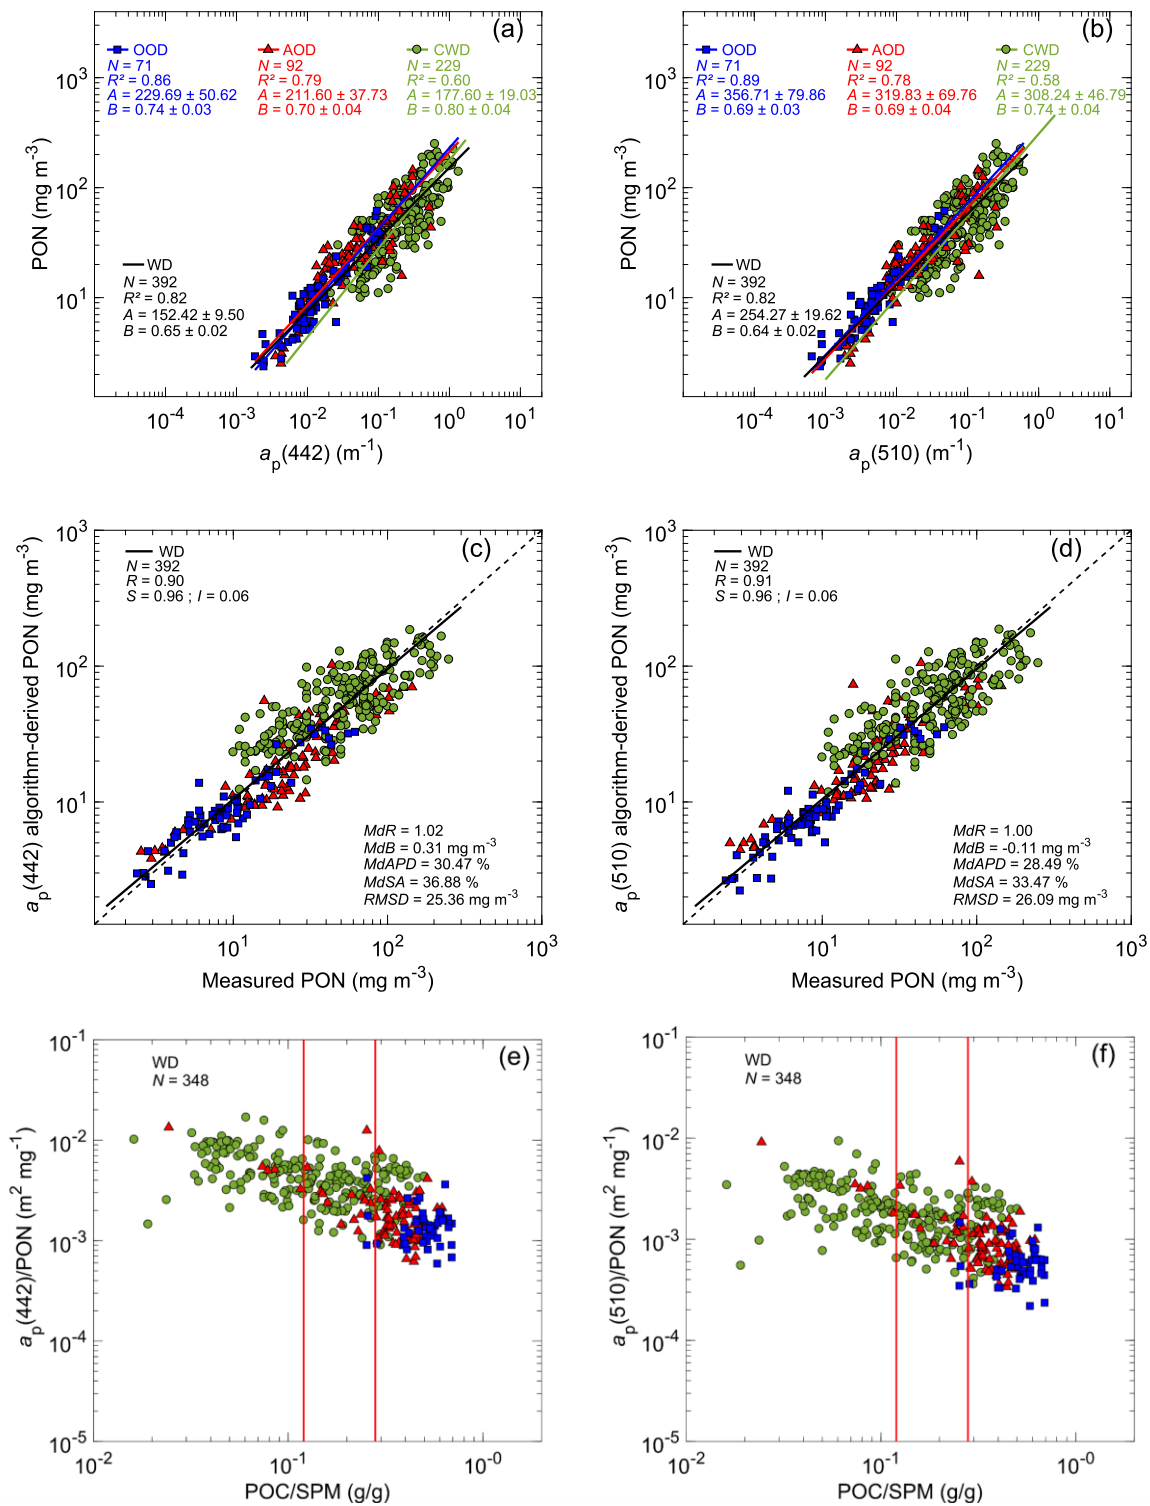 (a)
OOD
N = 71
R² = 0.86
A = 229.69 ± 50.62
B = 0.74 ± 0.03
AOD
N = 92
R² = 0.79
A = 211.60 ± 37.73
B = 0.70 ± 0.04
CWD
N = 229
R² = 0.60
A = 177.60 ± 19.03
B = 0.80 ± 0.04
WD
N = 392
R² = 0.82
A = 152.42 ± 9.50
B = 0.65 ± 0.02
PON (mg m⁻³)
10³
10²
10¹
10⁻⁴ 10⁻³ 10⁻² 10⁻¹ 10⁰ 10¹
aₚ(442) (m⁻¹)
(b)
OOD
N = 71
R² = 0.89
A = 356.71 ± 79.86
B = 0.69 ± 0.03
AOD
N = 92
R² = 0.78
A = 319.83 ± 69.76
B = 0.69 ± 0.04
CWD
N = 229
R² = 0.58
A = 308.24 ± 46.79
B = 0.74 ± 0.04
WD
N = 392
R² = 0.82
A = 254.27 ± 19.62
B = 0.64 ± 0.02
PON (mg m⁻³)
10³
10²
10¹
10⁻⁴ 10⁻³ 10⁻² 10⁻¹ 10⁰ 10¹
aₚ(510) (m⁻¹)
(c)
WD
N = 392
R = 0.90
S = 0.96 ; I = 0.06
MdR = 1.02
MdB = 0.31 mg m⁻³
MdAPD = 30.47 %
MdSA = 36.88 %
RMSD = 25.36 mg m⁻³
aₚ(442) algorithm-derived PON (mg m⁻³)
10³
10²
10¹
10¹ 10² 10³
Measured PON (mg m⁻³)
(d)
WD
N = 392
R = 0.91
S = 0.96 ; I = 0.06
MdR = 1.00
MdB = -0.11 mg m⁻³
MdAPD = 28.49 %
MdSA = 33.47 %
RMSD = 26.09 mg m⁻³
aₚ(510) algorithm-derived PON (mg m⁻³)
10³
10²
10¹
10¹ 10² 10³
Measured PON (mg m⁻³)
(e)
WD
N = 348
aₚ(442)/PON (m² mg⁻¹)
10⁻¹
10⁻²
10⁻³
10⁻⁴
10⁻⁵
10⁻² 10⁻¹ 10⁻⁰
POC/SPM (g/g)
(f)
WD
N = 348
aₚ(510)/PON (m² mg⁻¹)
10⁻¹
10⁻²
10⁻³
10⁻⁴
10⁻⁵
10⁻² 10⁻¹ 10⁻⁰
POC/SPM (g/g)